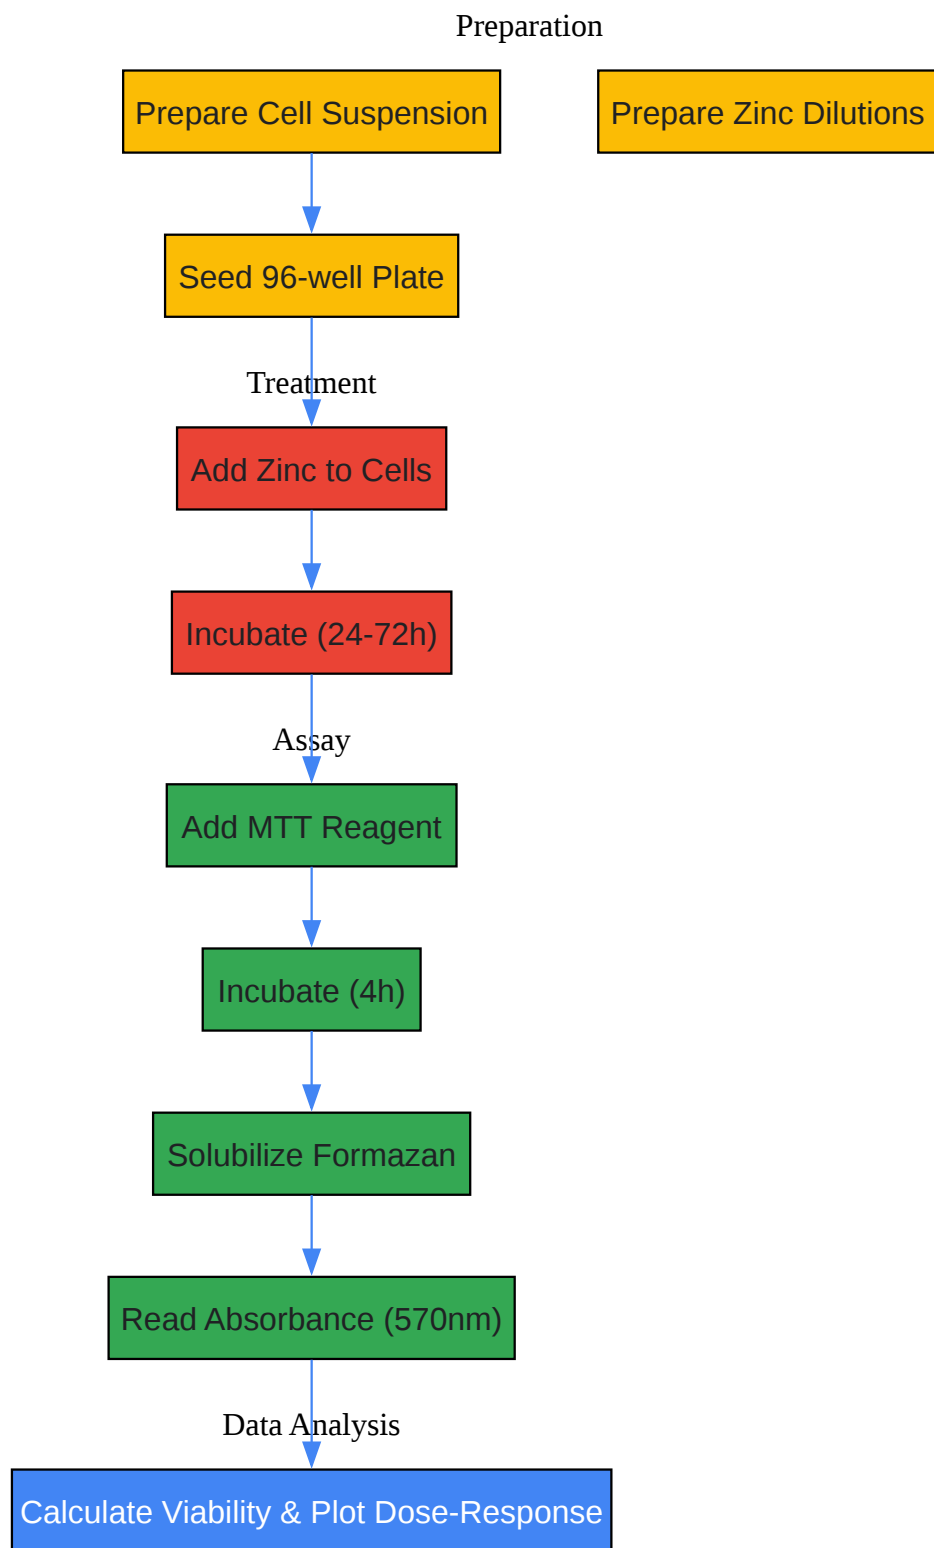 Preparation
Prepare Cell Suspension
Prepare Zinc Dilutions
Seed 96-well Plate
Treatment
Add Zinc to Cells
Incubate (24-72h)
Assay
Add MTT Reagent
Incubate (4h)
Solubilize Formazan
Read Absorbance (570nm)
Data Analysis
Calculate Viability & Plot Dose-Response